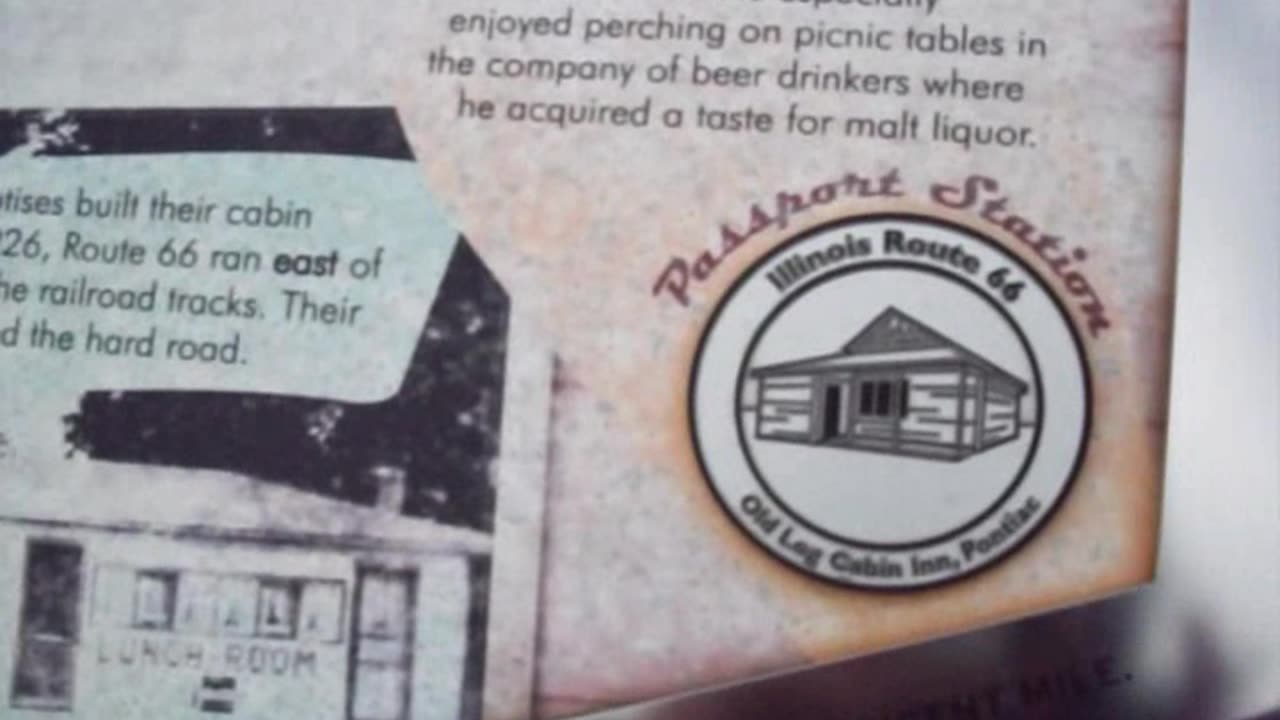 especially
enjoyed perching on picnic tables in
the company of beer drinkers where
he acquired a taste for malt liquor.
tises built their cabin
26, Route 66 ran east of
he railroad tracks. Their
d the hard road.
Passport Station
Illinois Route 66
Old Log Cabin Inn, Pontiac
LUNCH ROOM
MILE.